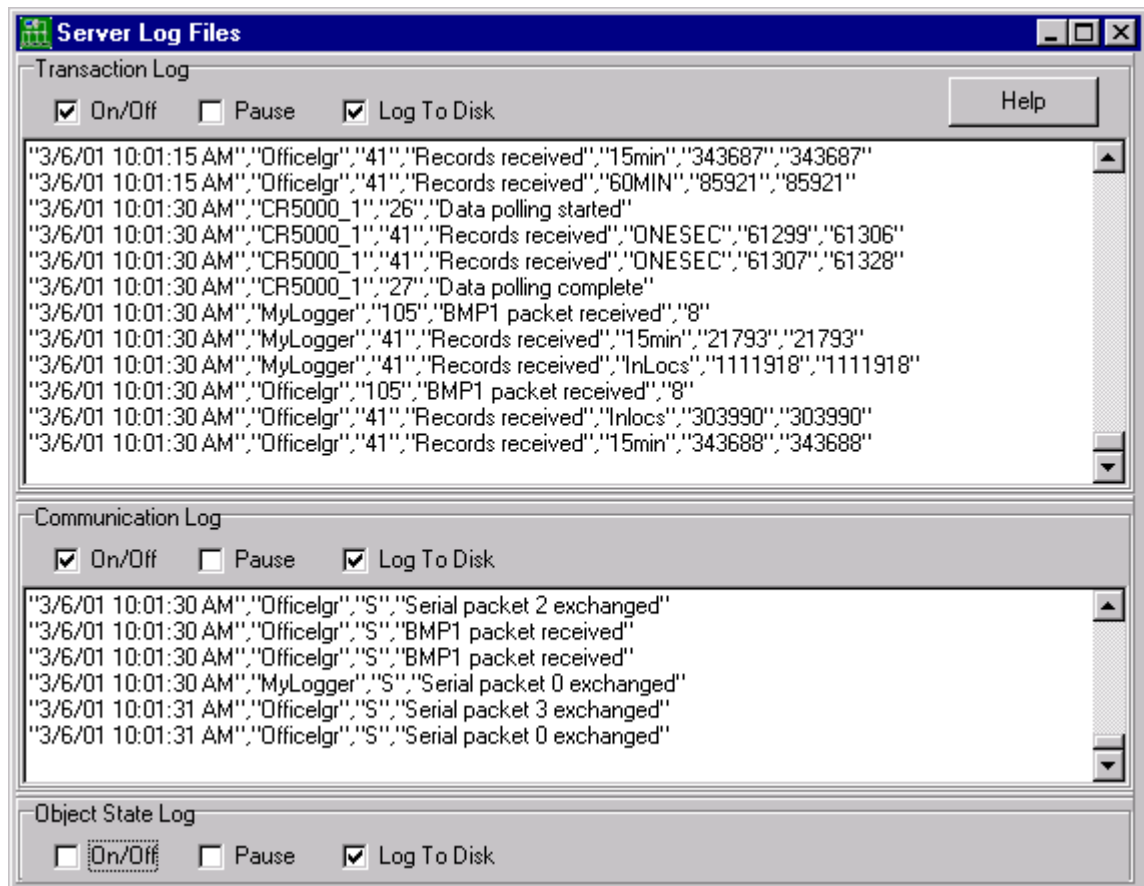 Server Log Files
Transaction Log
On/Off Pause Log To Disk Help
"3/6/01 10:01:15 AM","Officelgr","41","Records received","15min","343687","343687"
"3/6/01 10:01:15 AM","Officelgr","41","Records received","60MIN","85921","85921"
"3/6/01 10:01:30 AM","CR5000_1","26","Data polling started"
"3/6/01 10:01:30 AM","CR5000_1","41","Records received","ONESEC","61299","61306"
"3/6/01 10:01:30 AM","CR5000_1","41","Records received","ONESEC","61307","61328"
"3/6/01 10:01:30 AM","CR5000_1","27","Data polling complete"
"3/6/01 10:01:30 AM","MyLogger","105","BMP1 packet received","8"
"3/6/01 10:01:30 AM","MyLogger","41","Records received","15min","21793","21793"
"3/6/01 10:01:30 AM","MyLogger","41","Records received","InLocs","1111918","1111918"
"3/6/01 10:01:30 AM","Officelgr","105","BMP1 packet received","8"
"3/6/01 10:01:30 AM","Officelgr","41","Records received","Inlocs","303990","303990"
"3/6/01 10:01:30 AM","Officelgr","41","Records received","15min","343688","343688"
Communication Log
On/Off Pause Log To Disk
"3/6/01 10:01:30 AM","Officelgr","S","Serial packet 2 exchanged"
"3/6/01 10:01:30 AM","Officelgr","S","BMP1 packet received"
"3/6/01 10:01:30 AM","Officelgr","S","BMP1 packet received"
"3/6/01 10:01:30 AM","MyLogger","S","Serial packet 0 exchanged"
"3/6/01 10:01:31 AM","Officelgr","S","Serial packet 3 exchanged"
"3/6/01 10:01:31 AM","Officelgr","S","Serial packet 0 exchanged"
Object State Log
On/Off Pause Log To Disk